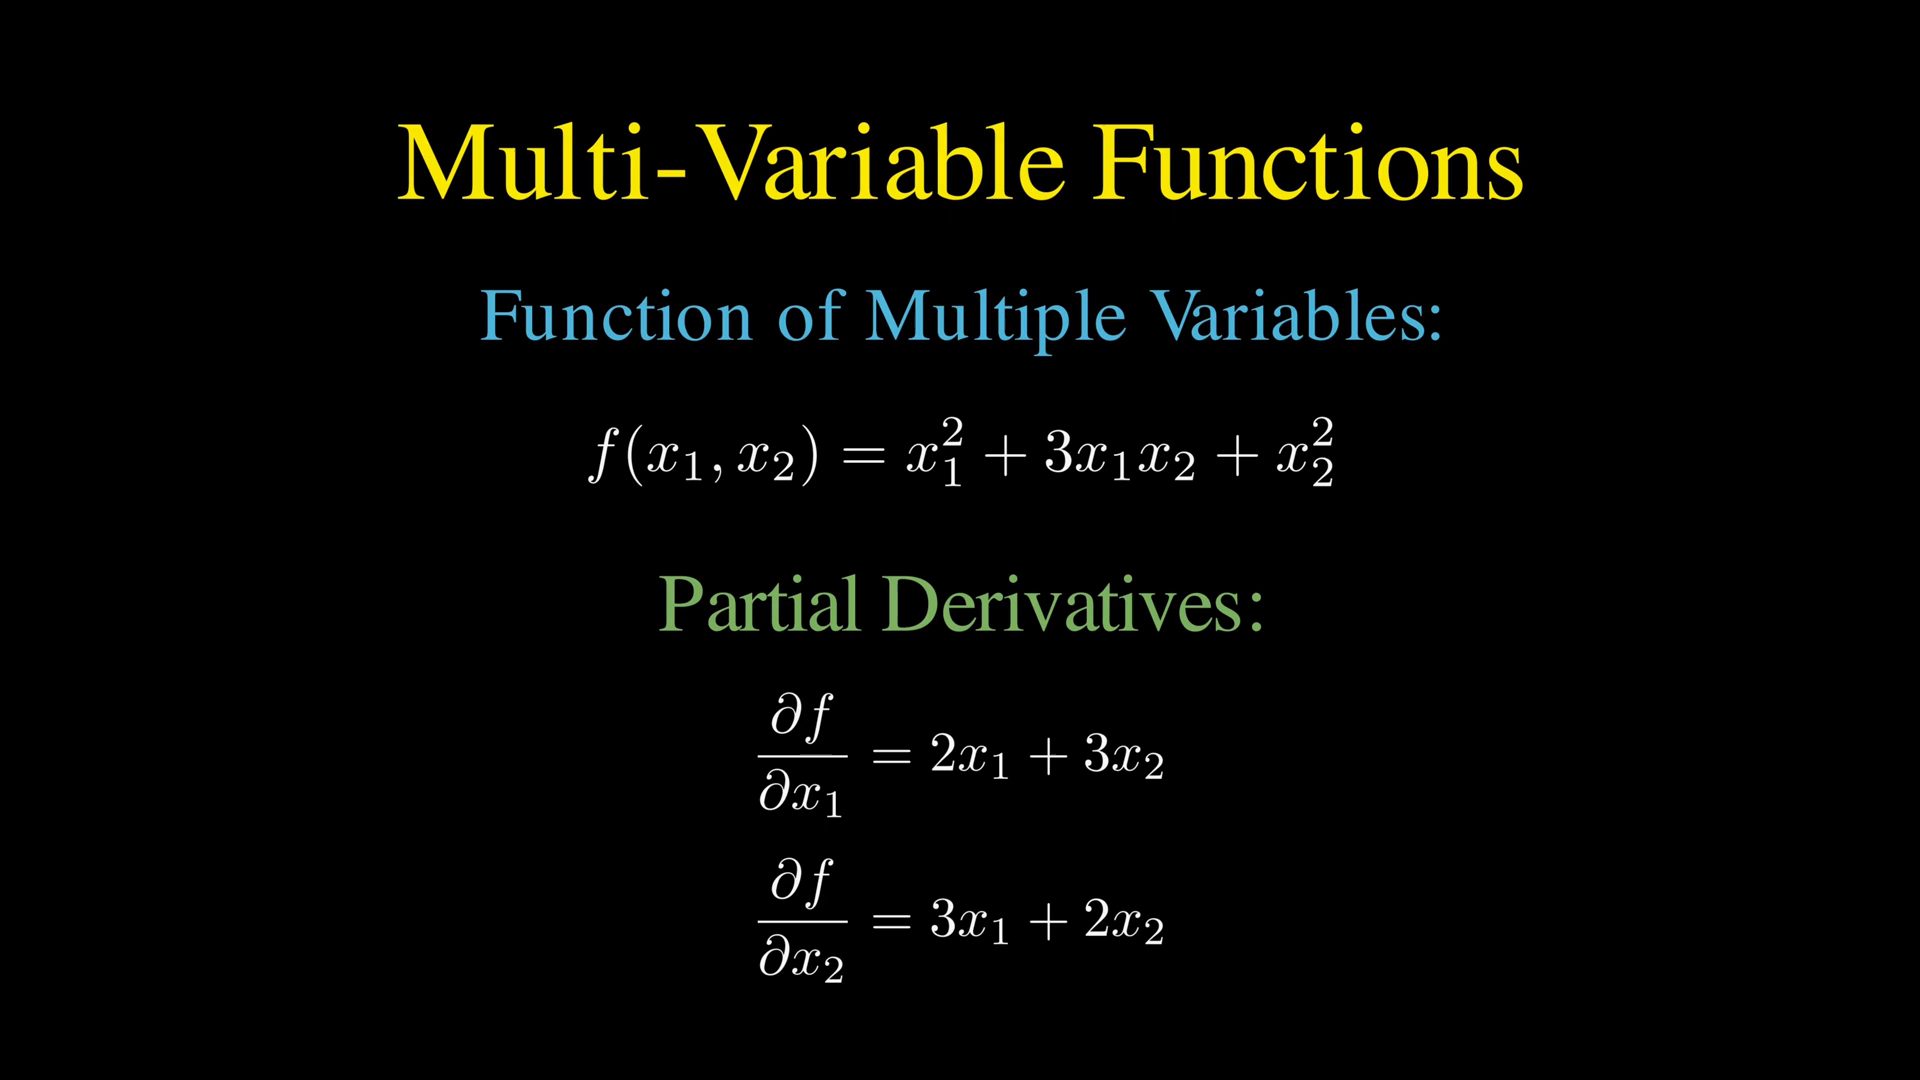 Multi-Variable Functions
Function of Multiple Variables:
f(x₁, x₂) = x₁² + 3x₁x₂ + x₂²
Partial Derivatives:
∂f/∂x₁ = 2x₁ + 3x₂
∂f/∂x₂ = 3x₁ + 2x₂